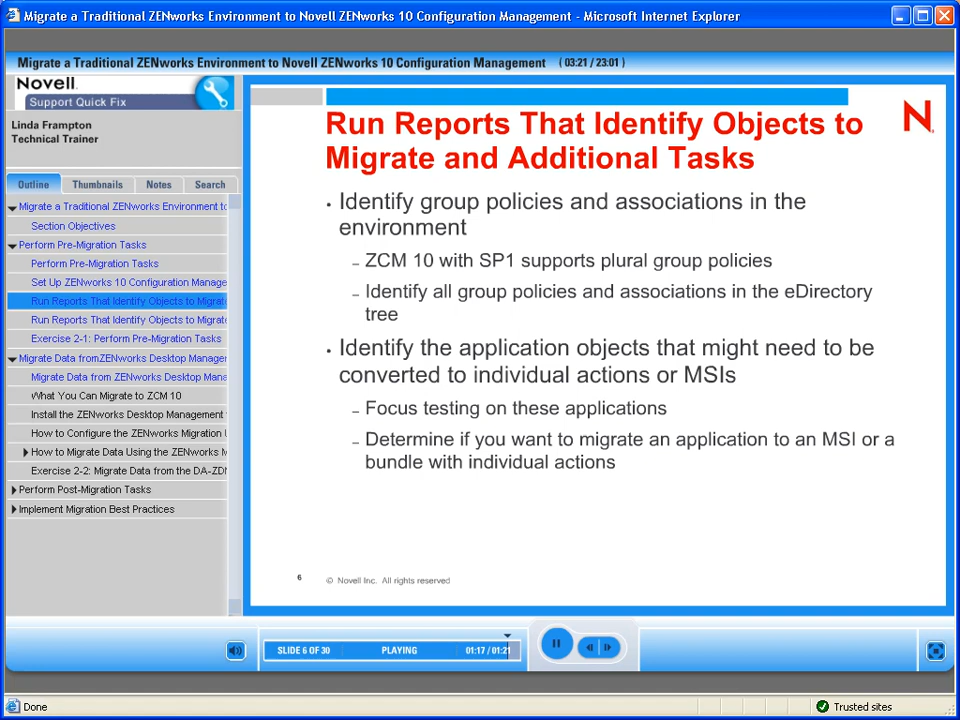 Migrate a Traditional ZENworks Environment to Novell ZENworks 10 Configuration Management - Microsoft Internet Explorer
Migrate a Traditional ZENworks Environment to Novell ZENworks 10 Configuration Management ( 03:21 / 23:01 )
Novell.
Support Quick Fix
Linda Frampton
Technical Trainer
Outline Thumbnails Notes Search
Migrate a Traditional ZENworks Environment to
Section Objectives
Perform Pre-Migration Tasks
Perform Pre-Migration Tasks
Set Up ZENworks 10 Configuration Manage
Run Reports That Identify Objects to Migrat
Run Reports That Identify Objects to Migrat
Exercise 2-1: Perform Pre-Migration Tasks
Migrate Data fromZENworks Desktop Manager
Migrate Data from ZENworks Desktop Mana
What You Can Migrate to ZCM 10
Install the ZENworks Desktop Management
How to Configure the ZENworks Migration
How to Migrate Data Using the ZENworks M
Exercise 2-2: Migrate Data from the DA-ZDN
Perform Post-Migration Tasks
Implement Migration Best Practices
N
Run Reports That Identify Objects to
Migrate and Additional Tasks
• Identify group policies and associations in the
environment
– ZCM 10 with SP1 supports plural group policies
– Identify all group policies and associations in the eDirectory
tree
• Identify the application objects that might need to be
converted to individual actions or MSIs
– Focus testing on these applications
– Determine if you want to migrate an application to an MSI or a
bundle with individual actions
6 © Novell Inc. All rights reserved
SLIDE 6 OF 30 PLAYING 01:17 / 01:21
Done Trusted sites